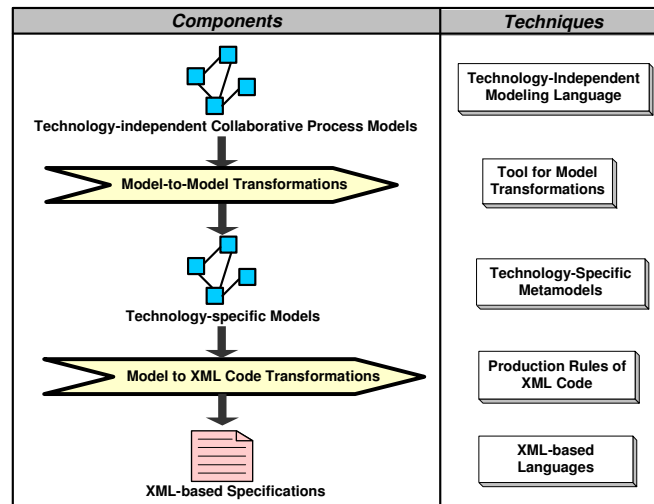 Components
Techniques
Technology-Independent
Modeling Language
Technology-independent Collaborative Process Models
Model-to-Model Transformations
Tool for Model
Transformations
Technology-Specific
Metamodels
Technology-specific Models
Model to XML Code Transformations
Production Rules of
XML Code
XML-based
Languages
XML-based Specifications